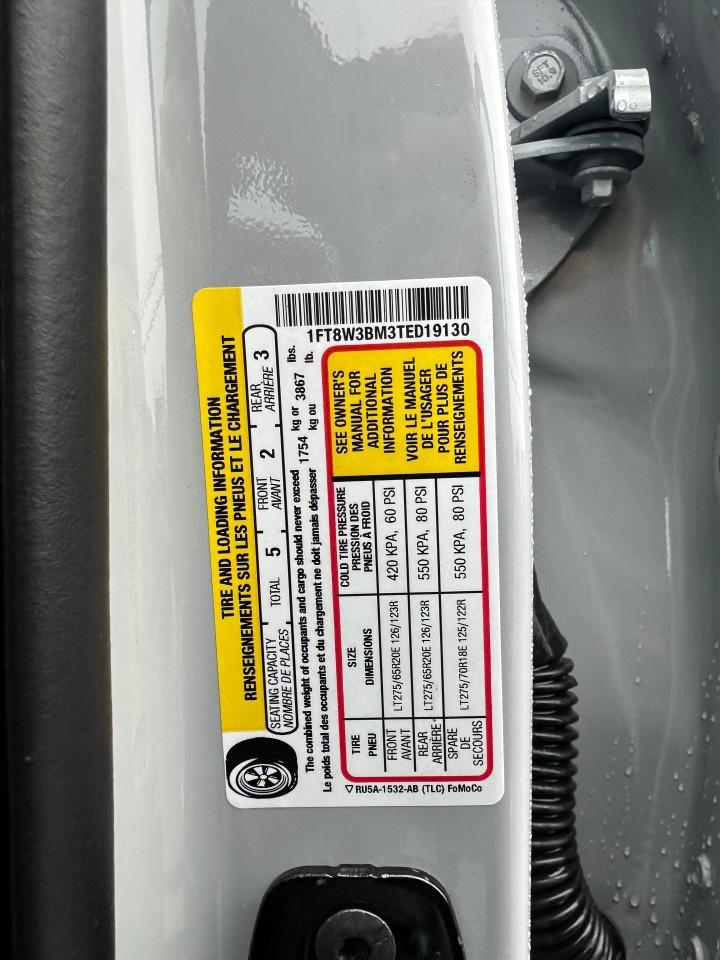 TIRE AND LOADING INFORMATION
RENSEIGNEMENTS SUR LES PNEUS ET LE CHARGEMENT
SEATING CAPACITY
NOMBRE DE PLACES
TOTAL 5
FRONT
AVANT
2
REAR
ARRIÈRE
3
The combined weight of occupants and cargo should never exceed 1754 kg or 3867 lbs.
Le poids total des occupants et du chargement ne doit jamais dépasser kg ou lb.
1FT8W3BM3TED19130
TIRE
PNEU
SIZE
DIMENSIONS
COLD TIRE PRESSURE
PRESSION DES
PNEUS À FROID
FRONT
AVANT
LT275/65R20E 126/123R
420 KPA, 60 PSI
REAR
ARRIÈRE
LT275/65R20E 126/123R
550 KPA, 80 PSI
SPARE
DE
SECOURS
LT275/70R18E 125/122R
550 KPA, 80 PSI
SEE OWNER'S
MANUAL FOR
ADDITIONAL
INFORMATION
VOIR LE MANUEL
DE L'USAGER
POUR PLUS DE
RENSEIGNEMENTS
RU5A-1532-AB (TLC) FoMoCo
10.9